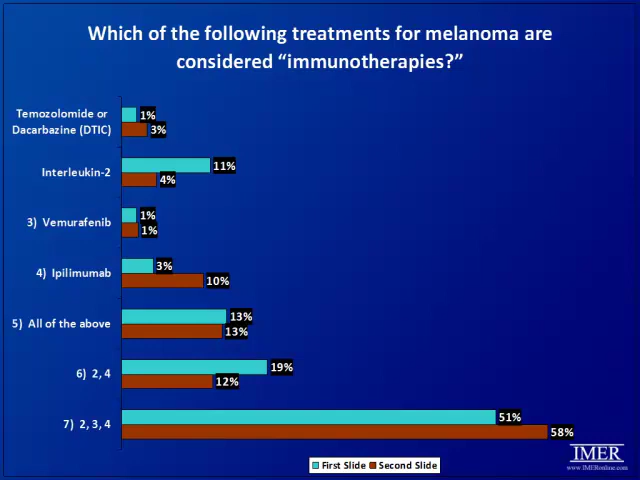 Which of the following treatments for melanoma are
considered “immunotherapies?”
Temozolomide or
Dacarbazine (DTIC)
1%
3%
Interleukin-2
11%
4%
3) Vemurafenib
1%
1%
4) Ipilimumab
3%
10%
5) All of the above
13%
13%
6) 2, 4
19%
12%
7) 2, 3, 4
51%
58%
First Slide Second Slide
IMER
www.IMERonline.com